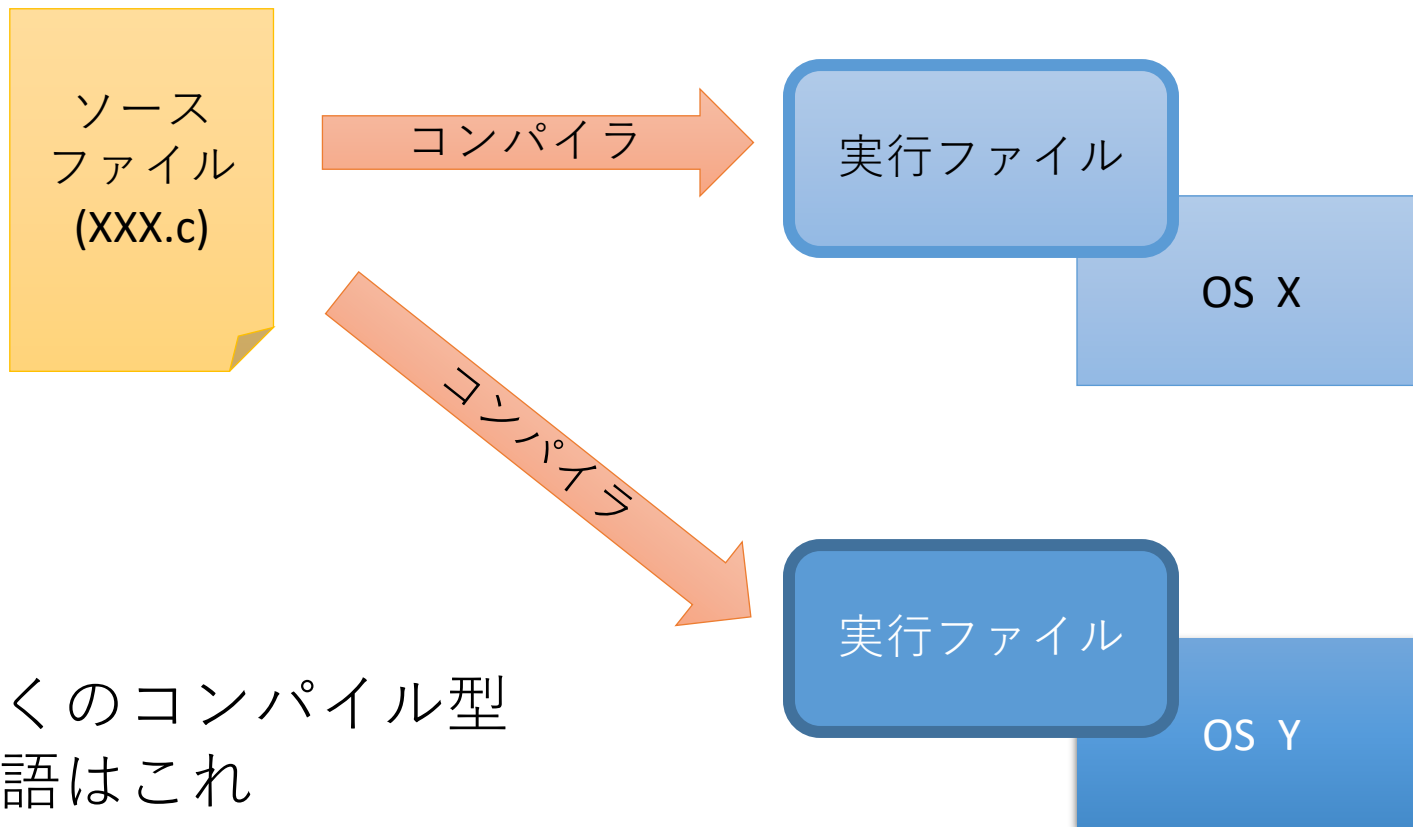 ソース
ファイル
(XXX.c)
コンパイラ
実行ファイル
OS X
コンパイラ
実行ファイル
OS Y
くのコンパイル型
語はこれ